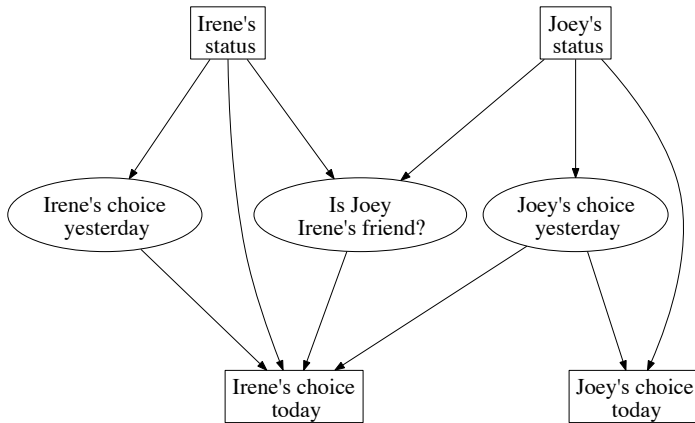 Irene's
status
Joey's
status
Irene's choice
yesterday
Is Joey
Irene's friend?
Joey's choice
yesterday
Irene's choice
today
Joey's choice
today